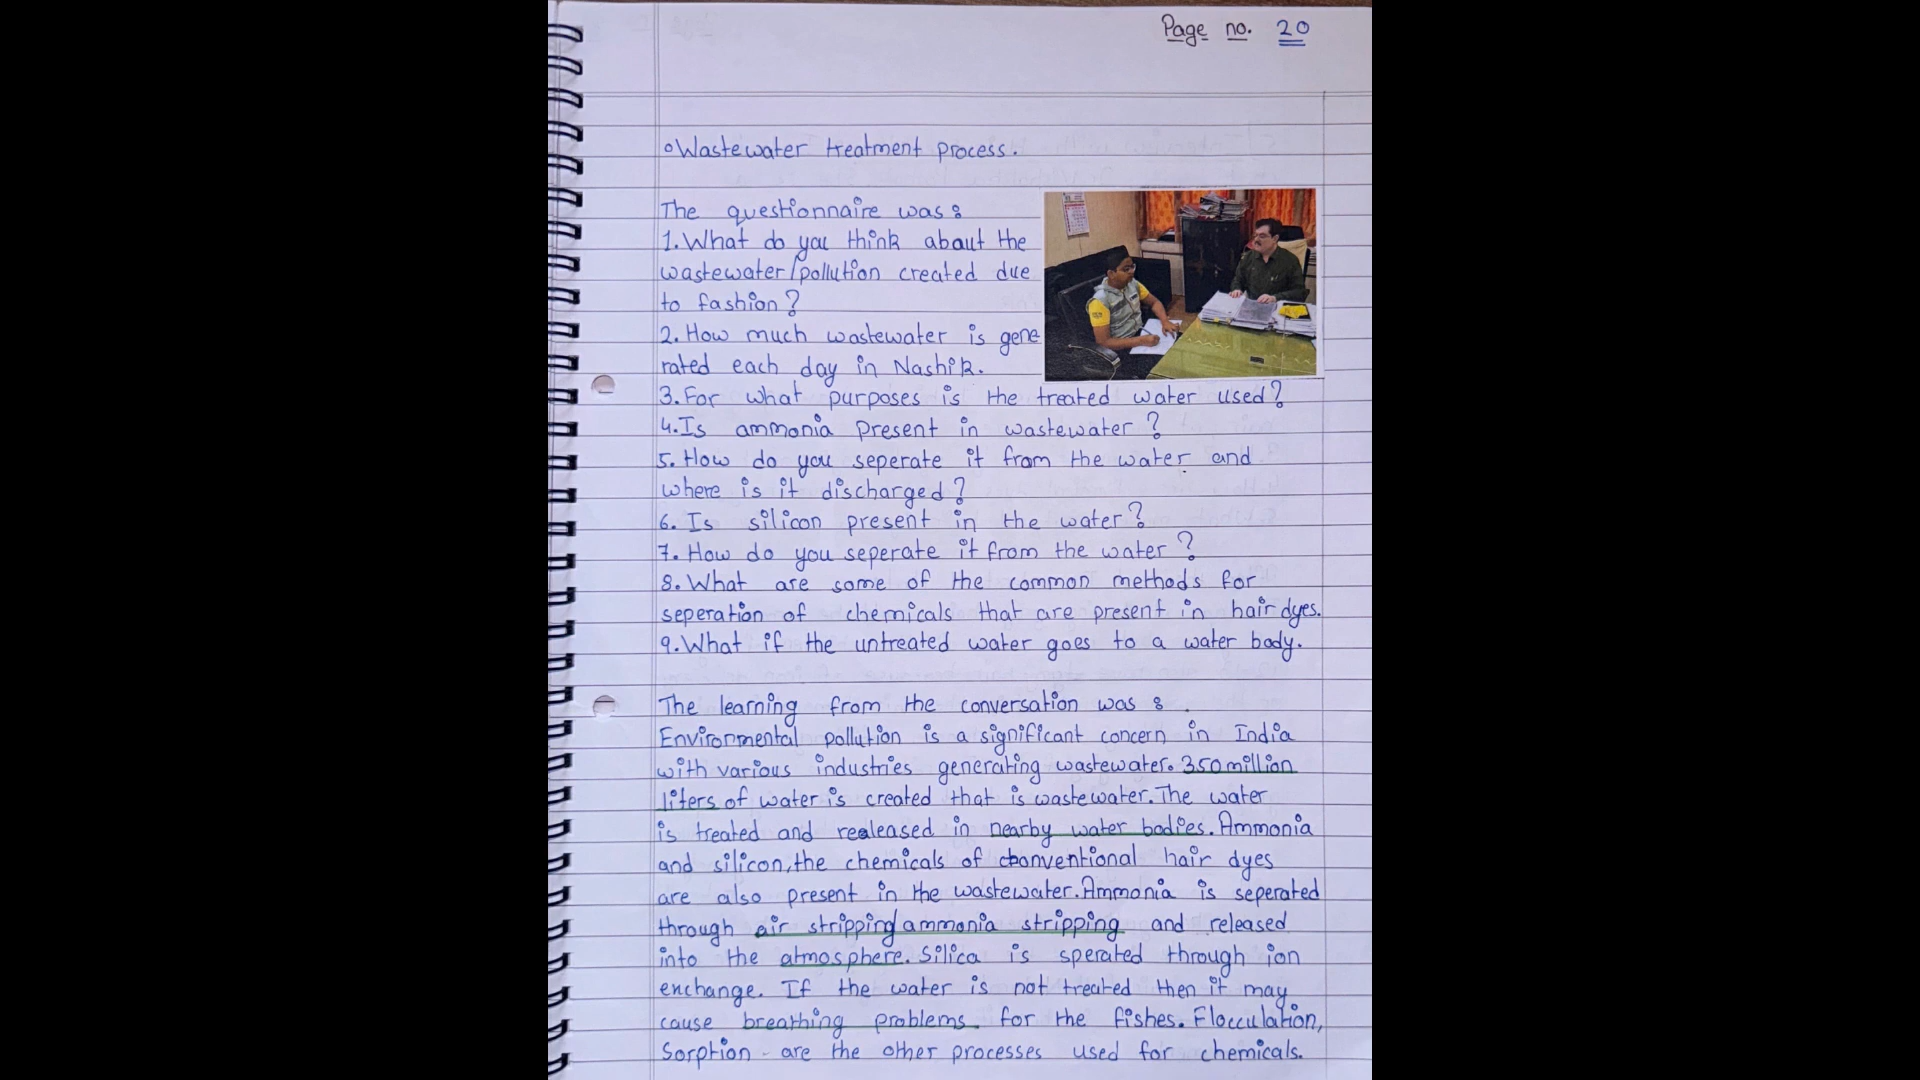 Page no. 20
Wastewater treatment process.
The questionnaire was:
1. What do you think about the
wastewater/pollution created due
to fashion?
2. How much wastewater is gene
rated each day in Nashik.
3. For what purposes is the treated water used?
4. Is ammonia present in wastewater?
5. How do you seperate it from the water and
where is it discharged?
6. Is silicon present in the water?
7. How do you seperate it from the water?
8. What are some of the common methods for
seperation of chemicals that are present in hair dyes.
9. What if the untreated water goes to a water body.
The learning from the conversation was :
Environmental pollution is a significant concern in India
with various industries generating wastewater. 350 million
liters of water is created that is wastewater. The water
is treated and realeased in nearby water bodies. Ammonia
and silicon, the chemicals of conventional hair dyes
are also present in the wastewater. Ammonia is seperated
through air stripping/ammonia stripping and released
into the atmosphere. Silica is sperated through ion
exchange. If the water is not treated then it may
cause breathing problems for the fishes. Flocculation,
Sorption are the other processes used for chemicals.